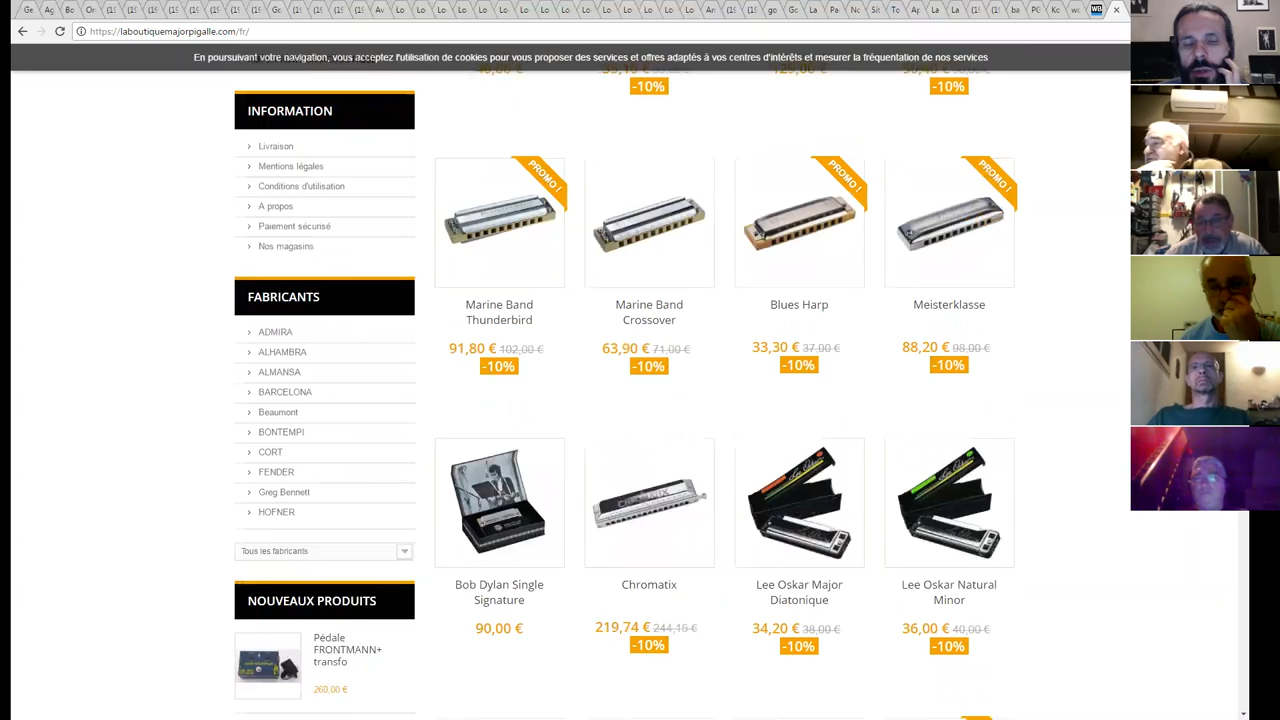 https://laboutiquemajorpigalle.com/fr/
En poursuivant votre navigation, vous acceptez l'utilisation de cookies pour vous proposer des services et offres adaptés à vos centres d'intérêts et mesurer la fréquentation de nos services
-10%
-10%
INFORMATION
Livraison
Mentions légales
Conditions d'utilisation
A propos
Paiement sécurisé
Nos magasins
FABRICANTS
ADMIRA
ALHAMBRA
ALMANSA
BARCELONA
Beaumont
BONTEMPI
CORT
FENDER
Greg Bennett
HOFNER
Tous les fabricants
NOUVEAUX PRODUITS
Pédale
FRONTMANN+
transfo
260,00 €
PROMO !
PROMO !
PROMO !
Marine Band
Thunderbird
91,80 € 102,00 €
-10%
Marine Band
Crossover
63,90 € 71,00 €
-10%
Blues Harp
33,30 € 37,00 €
-10%
Meisterklasse
88,20 € 98,00 €
-10%
Bob Dylan Single
Signature
90,00 €
Chromatix
219,74 € 244,15 €
-10%
Lee Oskar Major
Diatonique
34,20 € 38,00 €
-10%
Lee Oskar Natural
Minor
36,00 € 40,00 €
-10%